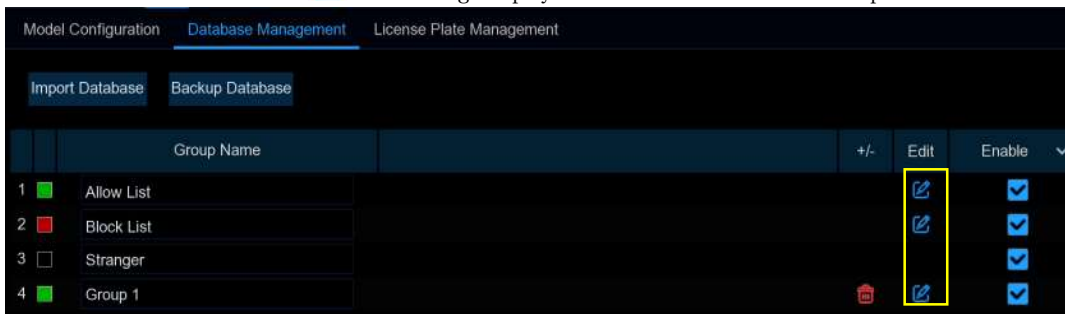 Model Configuration Database Management License Plate Management
Import Database Backup Database
Group Name +/- Edit Enable
1 Allow List
2 Block List
3 Stranger
4 Group 1